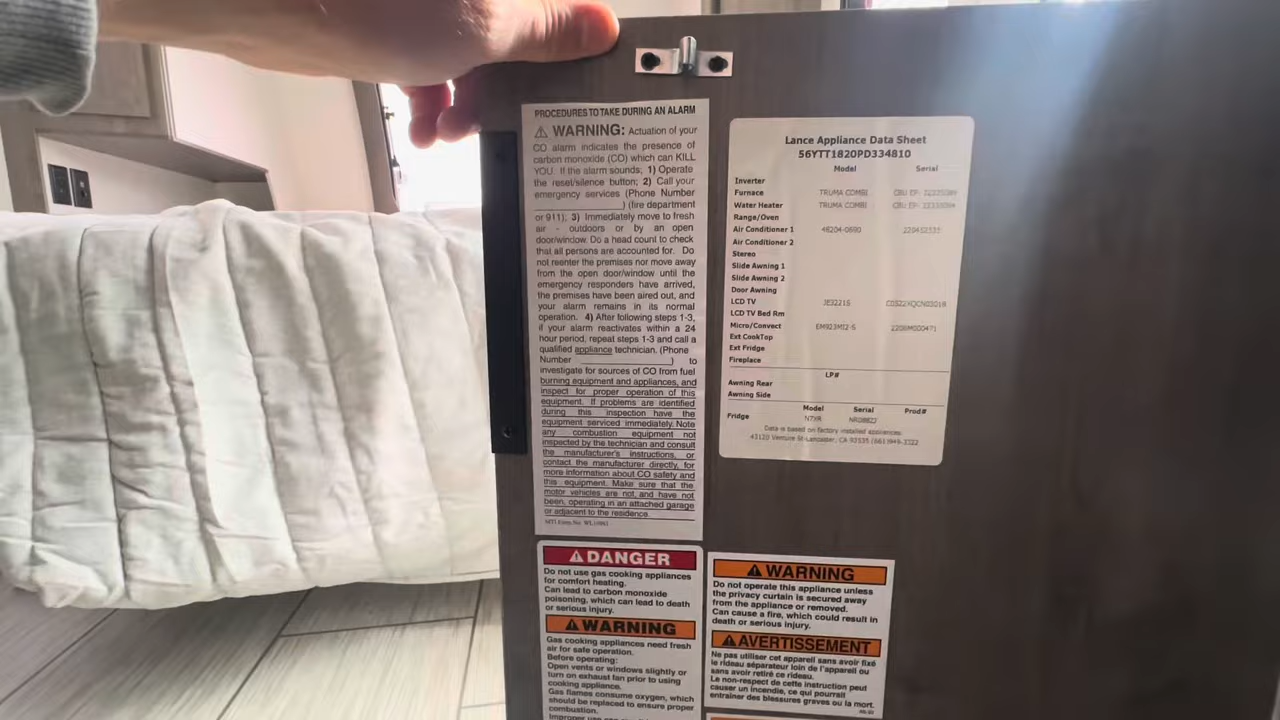 PROCEDURES TO TAKE DURING AN ALARM
WARNING: Actuation of your
CO alarm indicates the presence of
carbon monoxide (CO) which can KILL
YOU. If the alarm sounds; 1) Operate
the reset/silence button; 2) Call your
emergency services (Phone Number
____________) (fire department
or 911); 3) Immediately move to fresh
air - outdoors or by an open
door/window. Do a head count to check
that all persons are accounted for. Do
not reenter the premises nor move away
from the open door/window until the
emergency responders have arrived,
the premises have been aired out, and
your alarm remains in its normal
operation. 4) After following steps 1-3,
if your alarm reactivates within a 24
hour period, repeat steps 1-3 and call a
qualified appliance technician. (Phone
Number ____________) to
investigate for sources of CO from fuel
burning equipment and appliances, and
inspect for proper operation of this
equipment. If problems are identified
during this inspection have the
equipment serviced immediately. Note
any combustion equipment not
inspected by the technician and consult
the manufacturer's instructions, or
contact the manufacturer directly, for
more information about CO safety and
this equipment. Make sure that the
motor vehicles are not, and have not
been, operating in an attached garage
or adjacent to the residence.
MTI Form No.
Lance Appliance Data Sheet
56YTT1820PD334810
Model Serial
Inverter
Furnace TRUMA COMBI
Water Heater TRUMA COMBI
Range/Oven
Air Conditioner 1 46204-0690
Air Conditioner 2
Stereo
Slide Awning 1
Slide Awning 2
Door Awning
LCD TV JE3221S
LCD TV Bed Rm
Micro/Convect EM923MI2-S 2208M000471
Ext CookTop
Ext Fridge
Fireplace
LP#
Awning Rear
Awning Side
Model Serial Prod#
Fridge N7XR
Data is based on factory installed appliances.
43120 Venture St-Lancaster, CA 93535 (661)949-3322
DANGER
Do not use gas cooking appliances
for comfort heating.
Can lead to carbon monoxide
poisoning, which can lead to death
or serious injury.
WARNING
Gas cooking appliances need fresh
air for safe operation.
Before operating:
Open vents or windows slightly or
turn on exhaust fan prior to using
cooking appliance.
Gas flames consume oxygen, which
should be replaced to ensure proper
combustion.
WARNING
Do not operate this appliance unless
the privacy curtain is secured away
from the appliance or removed.
Can cause a fire, which could result in
death or serious injury.
AVERTISSEMENT
Ne pas utiliser cet appareil sans avoir fixé
le rideau séparateur loin de l'appareil ou
sans avoir retiré ce rideau.
Le non-respect de cette instruction peut
causer un incendie, ce qui pourrait
entraîner des blessures graves ou la mort.